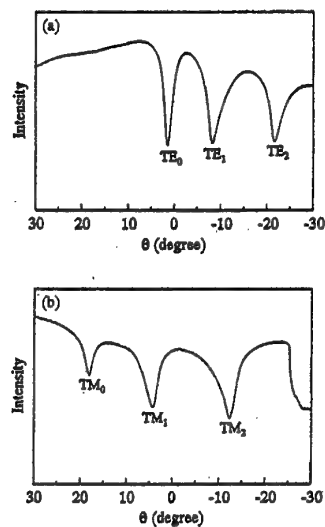 (a)
Intensity
TE0
TE1
TE2
30 20 10 0 -10 -20 -30
θ (degree)
(b)
Intensity
TM0
TM1
TM2
30 20 10 0 -10 -20 -30
θ (degree)